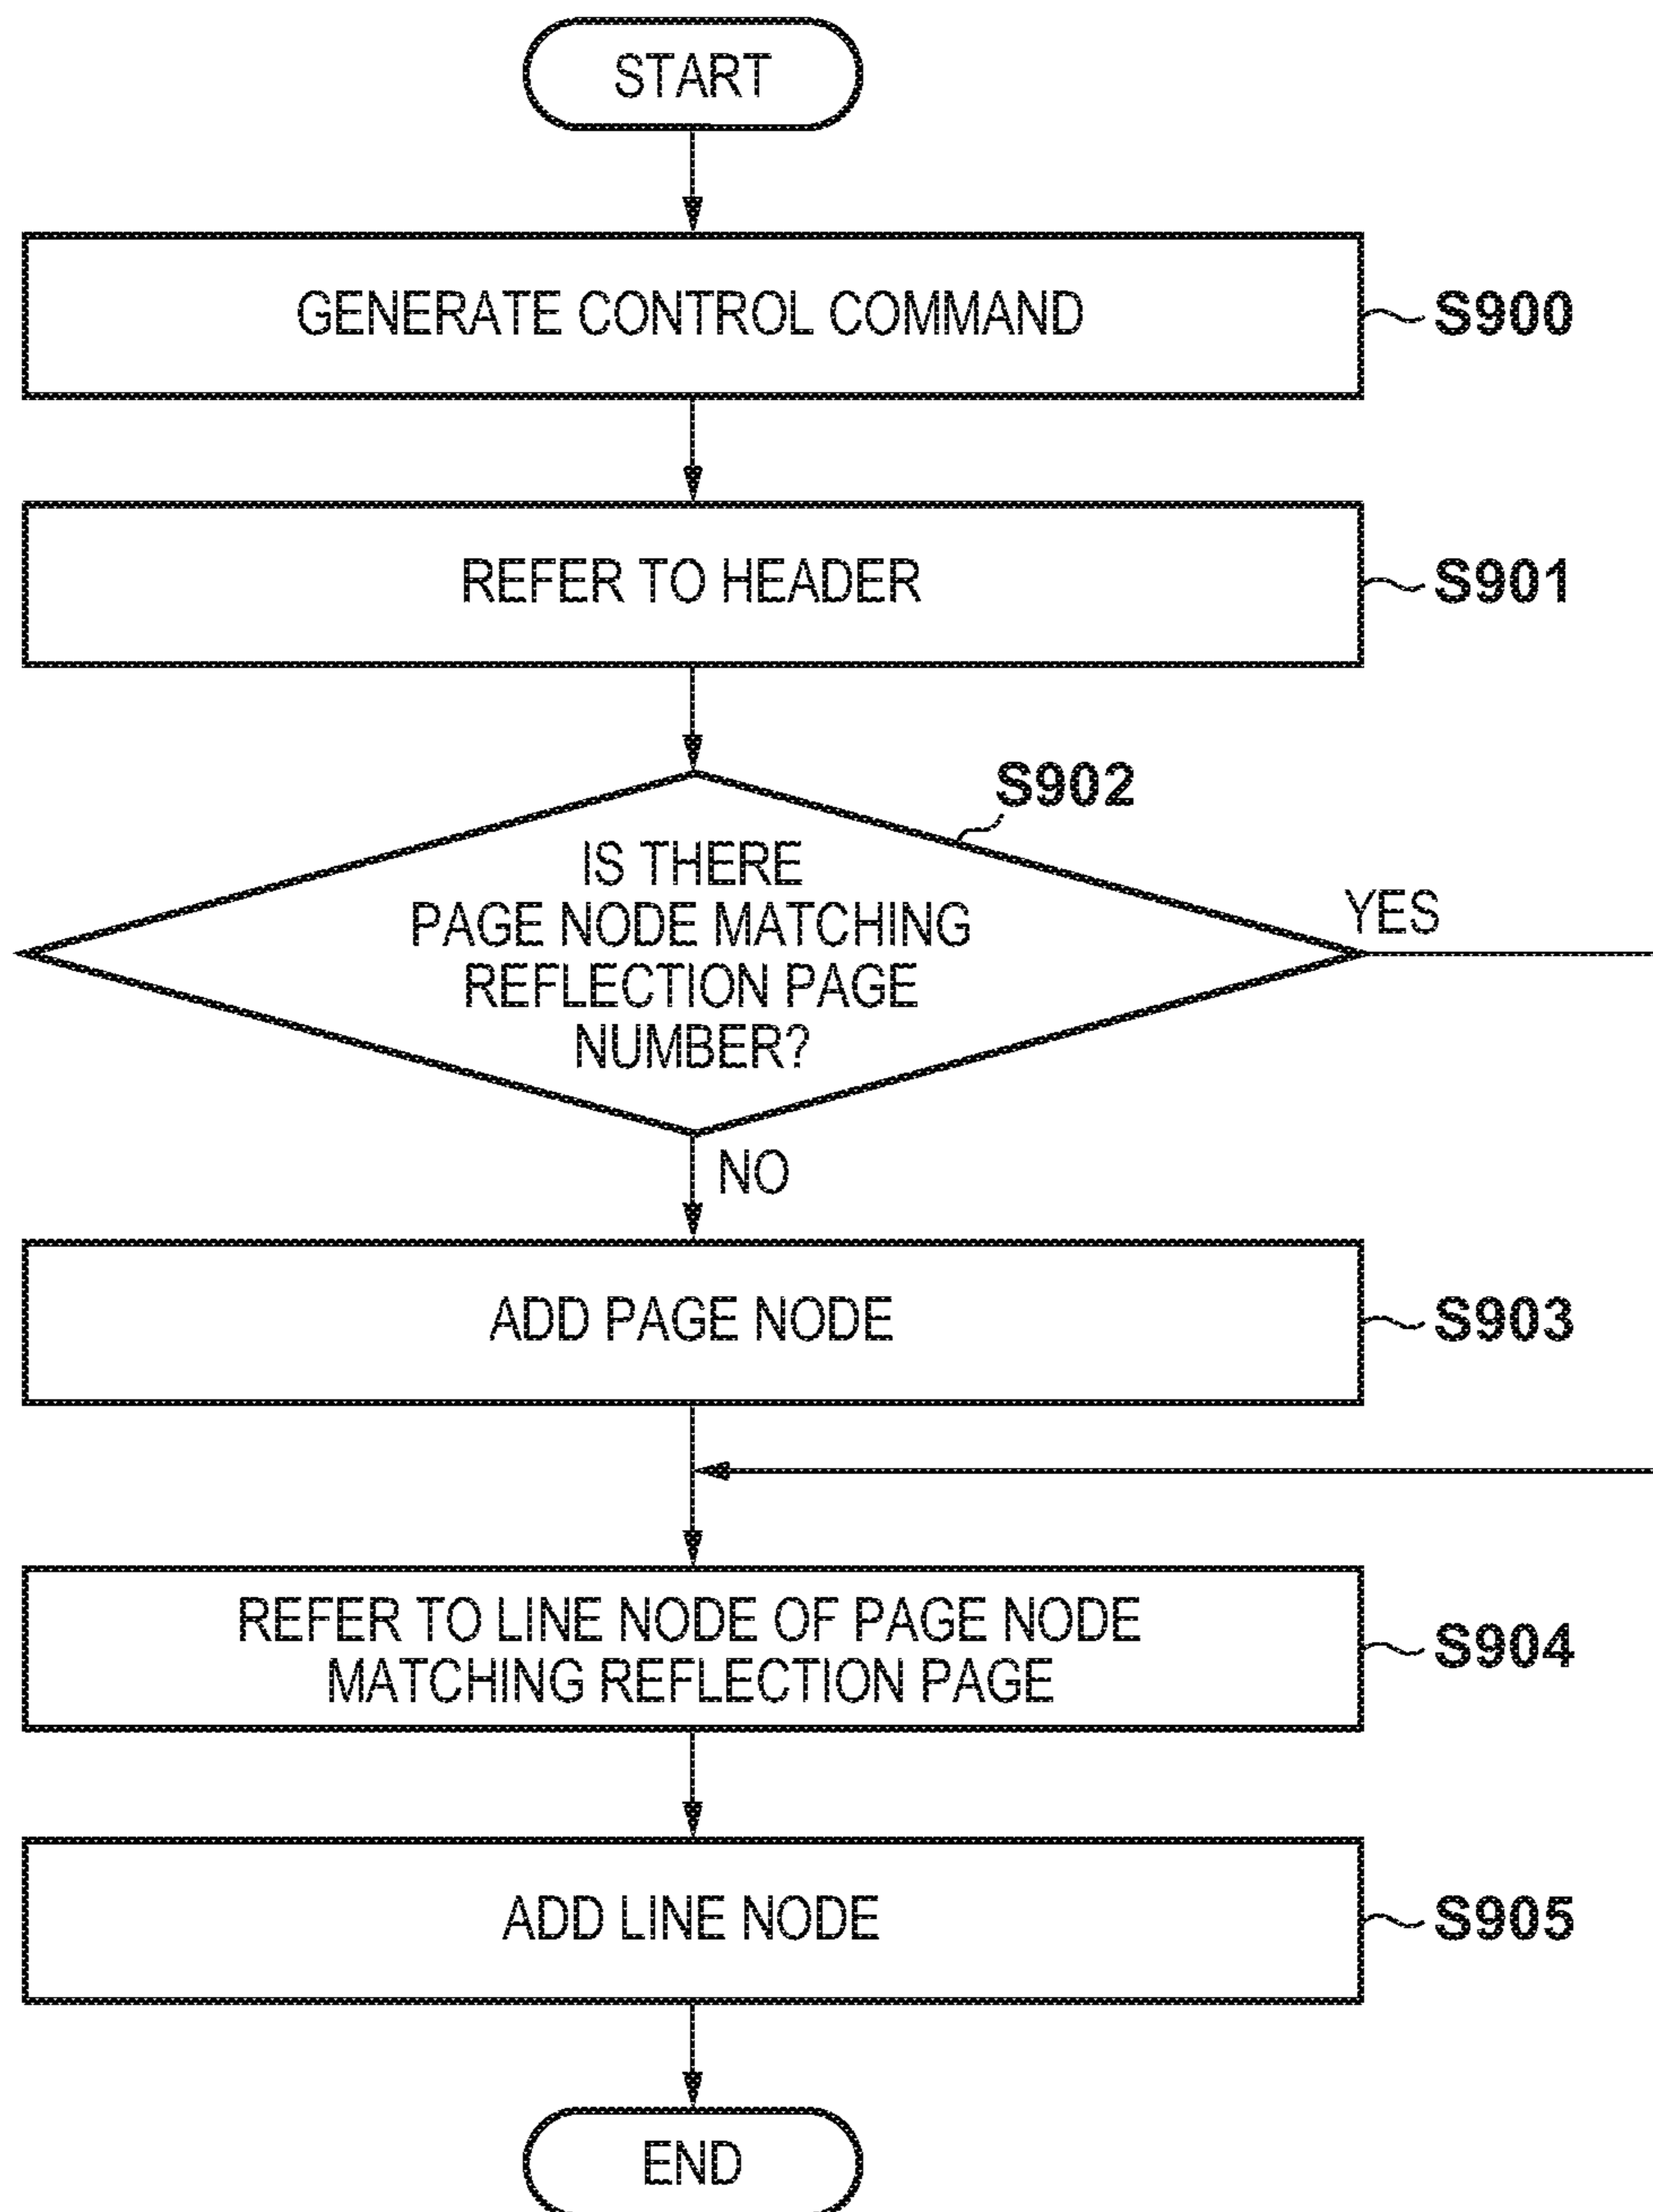 START
GENERATE CONTROL COMMAND
S900
REFER TO HEADER
S901
S902
IS THERE
PAGE NODE MATCHING
REFLECTION PAGE
NUMBER?
YES
NO
ADD PAGE NODE
S903
REFER TO LINE NODE OF PAGE NODE
MATCHING REFLECTION PAGE
S904
ADD LINE NODE
S905
END